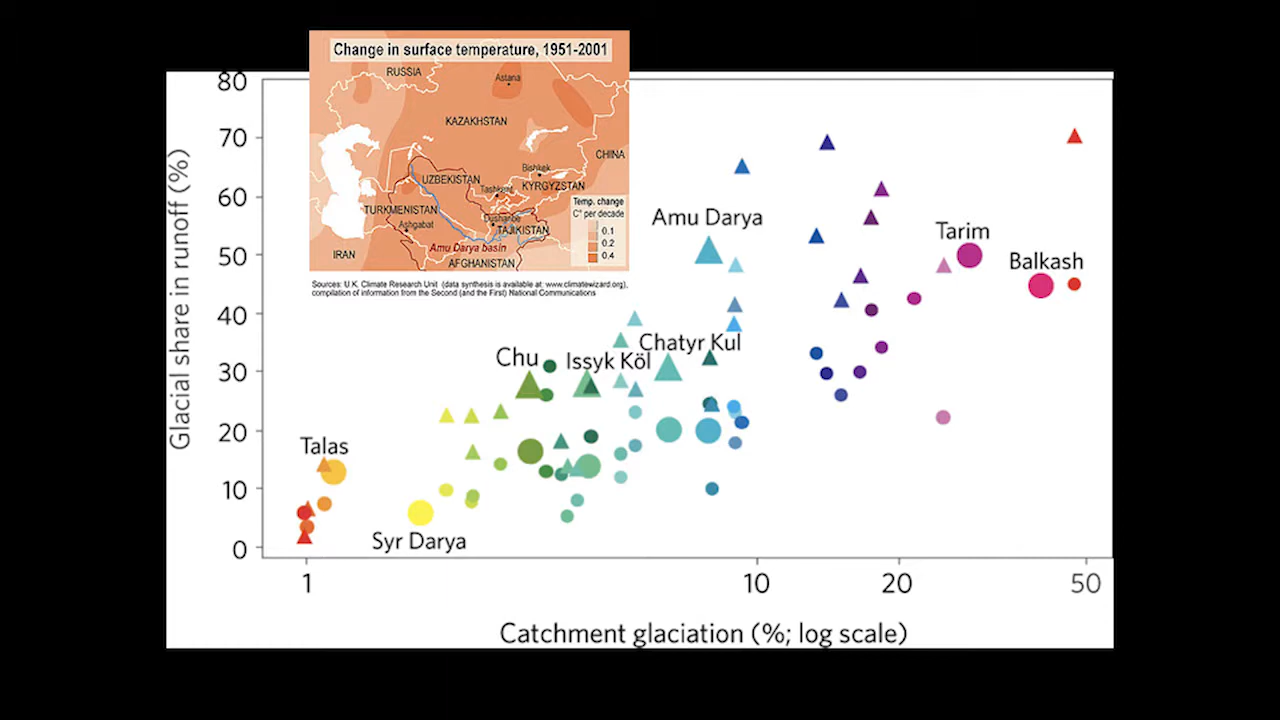 Change in surface temperature, 1951-2001
RUSSIA
Astana
KAZAKHSTAN
CHINA
Bishkek
UZBEKISTAN
KYRGYZSTAN
Tashkent
TURKMENISTAN
Dushanbe
Ashgabat
TAJIKISTAN
Amu Darya basin
IRAN
AFGHANISTAN
Temp. change
C° per decade
0.1
0.2
0.4
Sources: U.K. Climate Research Unit (data synthesis is available at: www.climatewizard.org),
compilation of information from the Second (and the First) National Communications
Glacial share in runoff (%)
80
70
60
50
40
30
20
10
0
Amu Darya
Tarim
Balkash
Chatyr Kul
Chu
Issyk Köl
Talas
Syr Darya
1
10
20
50
Catchment glaciation (%; log scale)